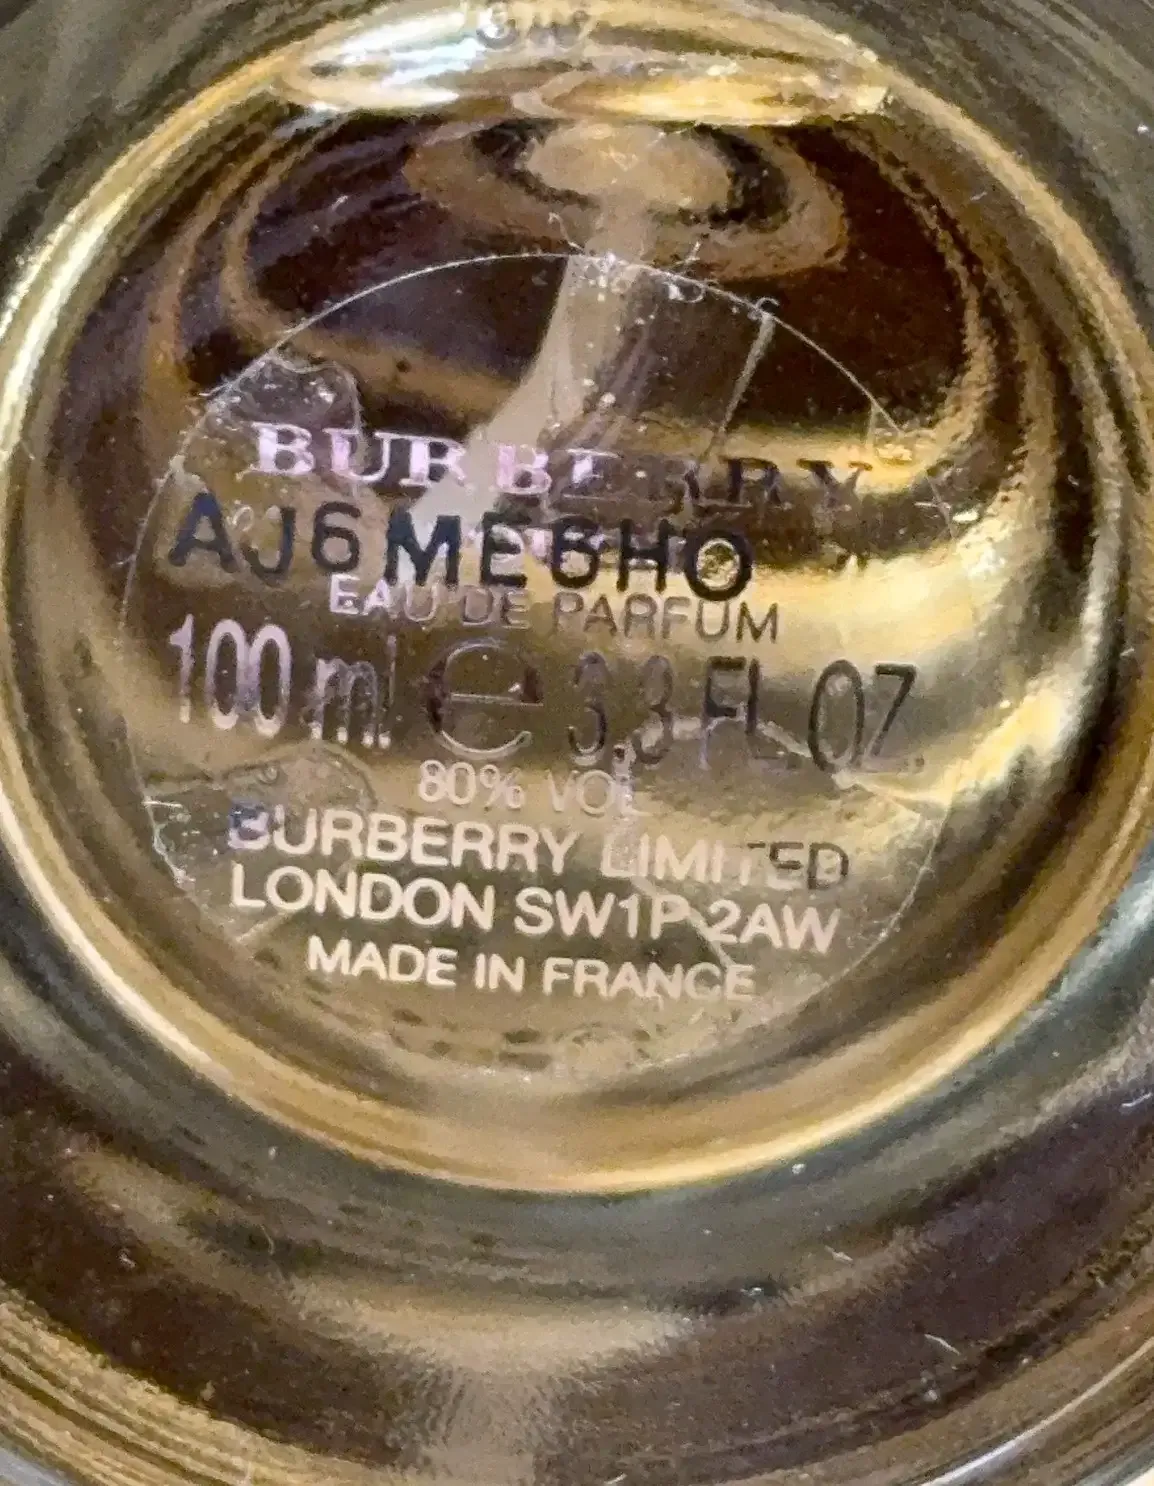 BURBERRY
AJ6ME6HO
EAU DE PARFUM
100 ml e 3,3 FL.OZ.
80% VOL
BURBERRY LIMITED
LONDON SW1P 2AW
MADE IN FRANCE